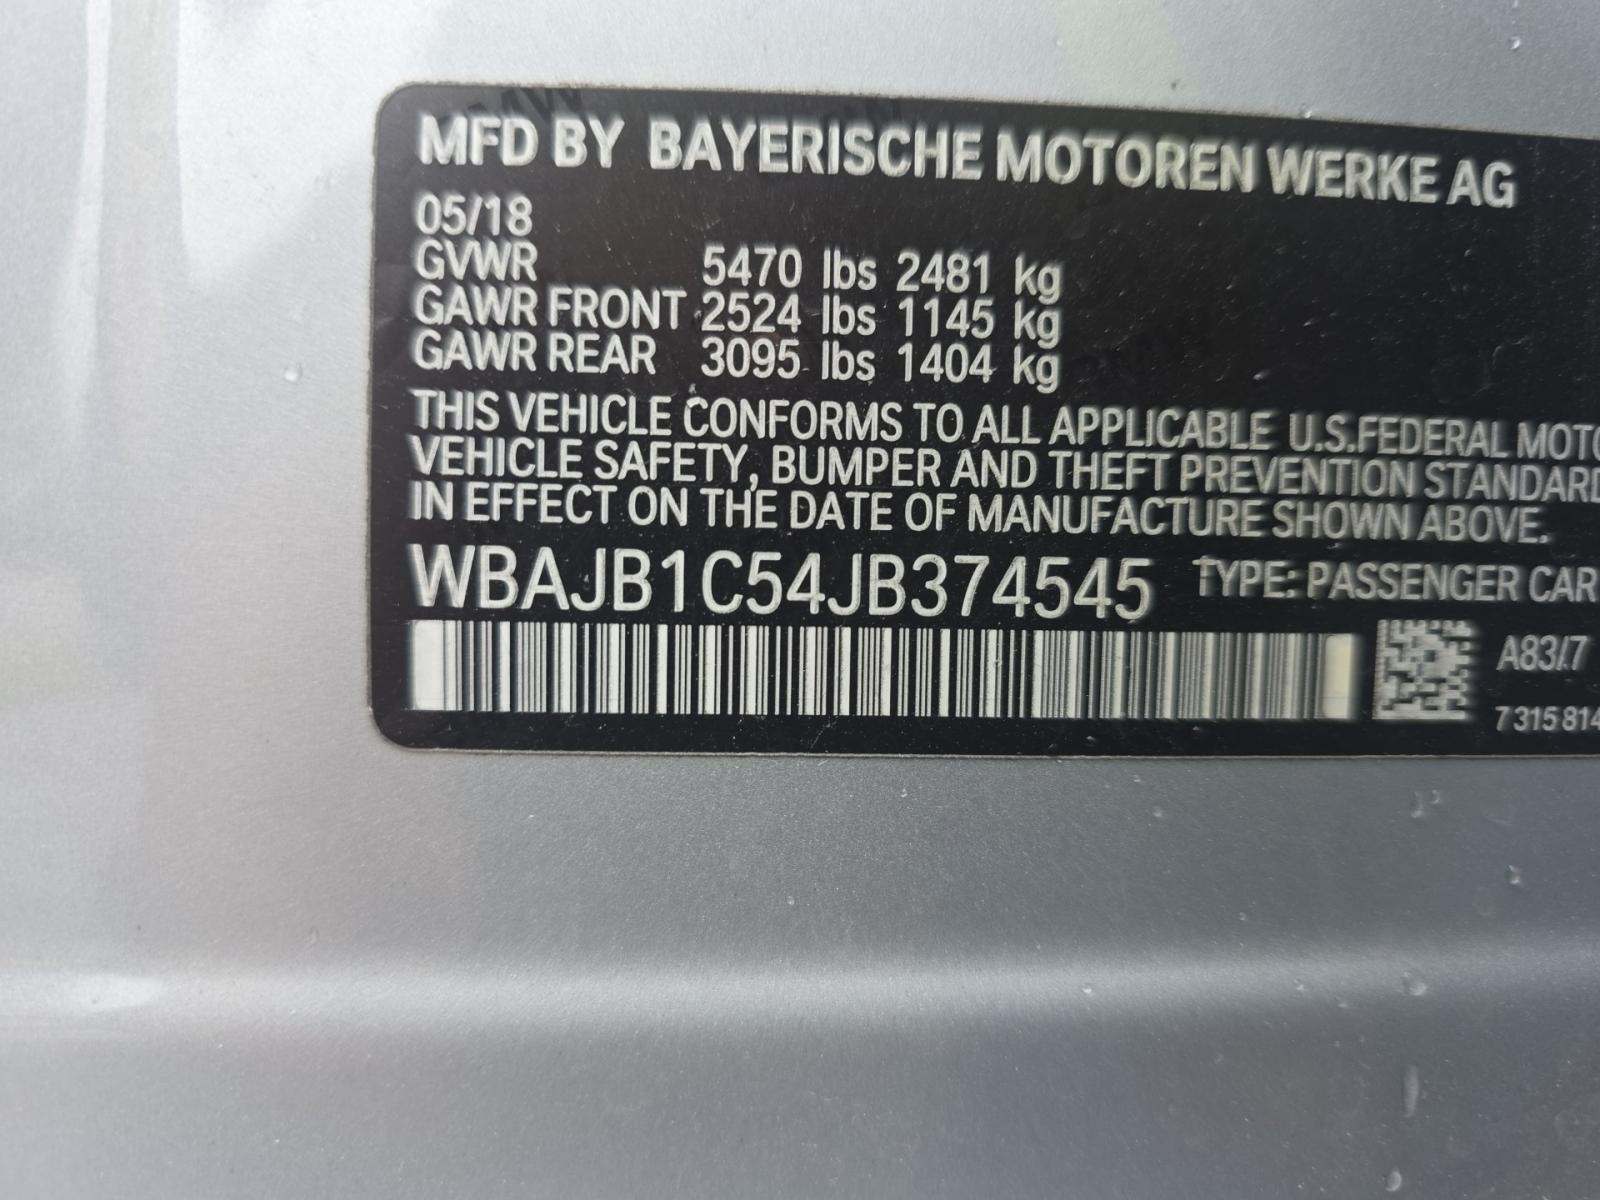 MFD BY BAYERISCHE MOTOREN WERKE AG
05/18
GVWR 5470 lbs 2481 kg
GAWR FRONT 2524 lbs 1145 kg
GAWR REAR 3095 lbs 1404 kg
THIS VEHICLE CONFORMS TO ALL APPLICABLE U.S.FEDERAL MOTO
VEHICLE SAFETY, BUMPER AND THEFT PREVENTION STANDARD
IN EFFECT ON THE DATE OF MANUFACTURE SHOWN ABOVE.
WBAJB1C54JB374545 TYPE: PASSENGER CAR
A83/.7
7 315 814